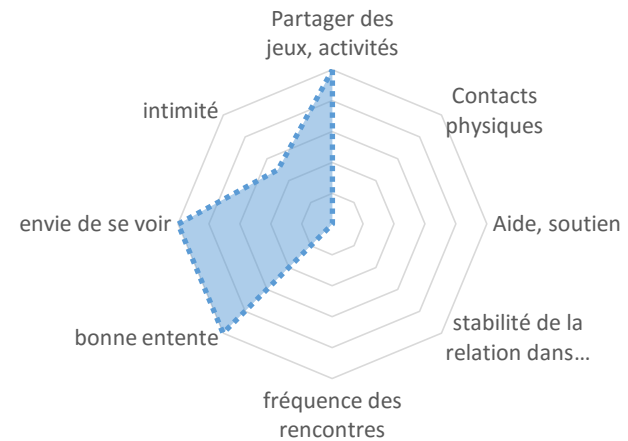 Partager des
jeux, activités
Contacts
physiques
Aide, soutien
stabilité de la
relation dans…
fréquence des
rencontres
bonne entente
envie de se voir
intimité